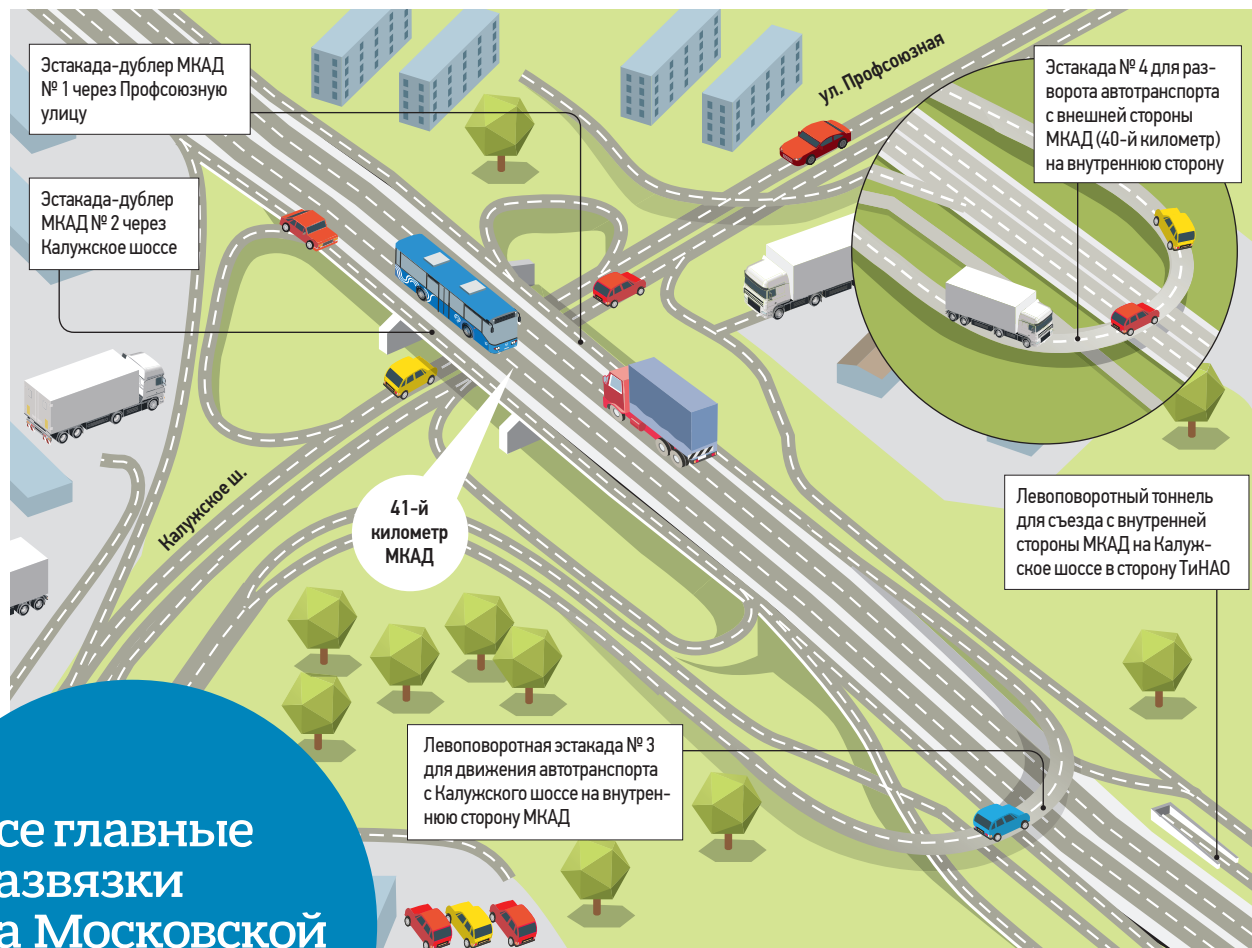 Эстакада-дублер МКАД
№ 1 через Профсоюзную
улицу
Эстакада-дублер
МКАД № 2 через
Калужское шоссе
ул. Профсоюзная
Эстакада № 4 для раз-
ворота автотранспорта
с внешней стороны
МКАД (40-й километр)
на внутреннюю сторону
Калужское ш.
41-й
километр
МКАД
Левоповоротный тоннель
для съезда с внутренней
стороны МКАД на Калуж-
ское шоссе в сторону ТиНАО
Левоповоротная эстакада № 3
для движения автотранспорта
с Калужского шоссе на внутрен-
нюю сторону МКАД
се главные
азвязки
а Московской